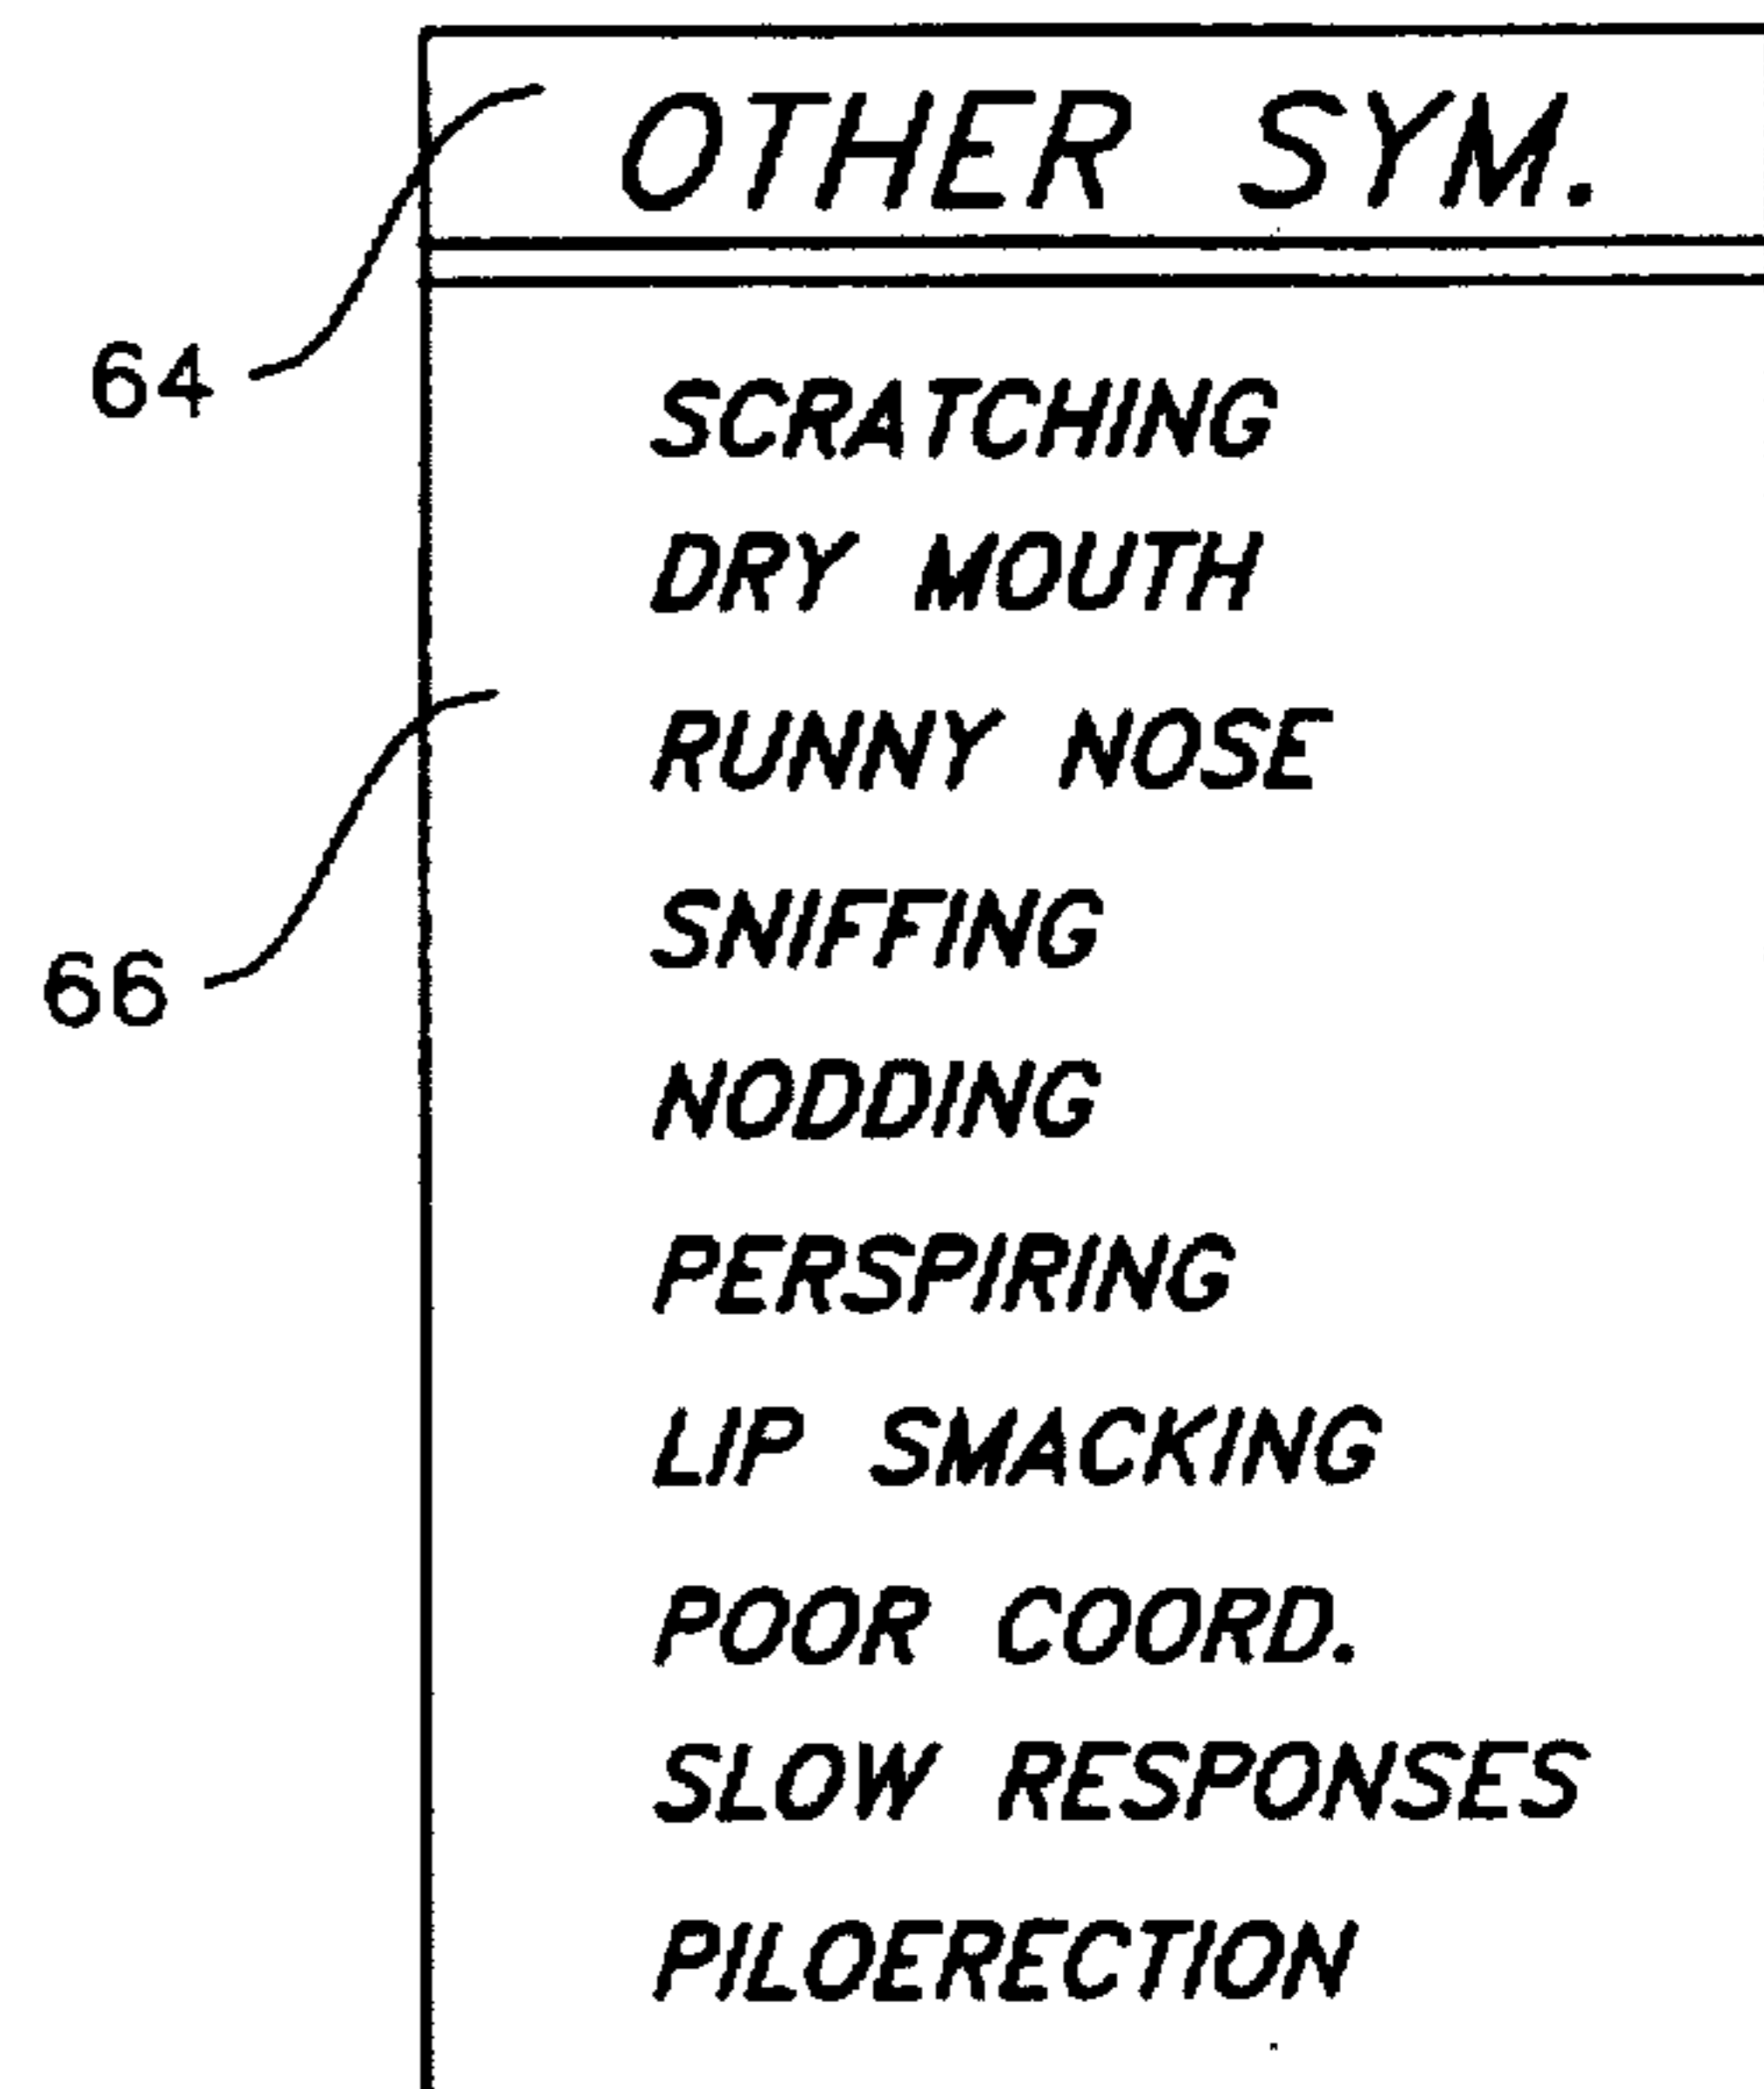 OTHER SYM.
64
SCRATCHING
DRY MOUTH
RUNNY NOSE
SNIFFING
66
NODDING
PERSPIRING
LIP SMACKING
POOR COORD.
SLOW RESPONSES
PILOERECTION